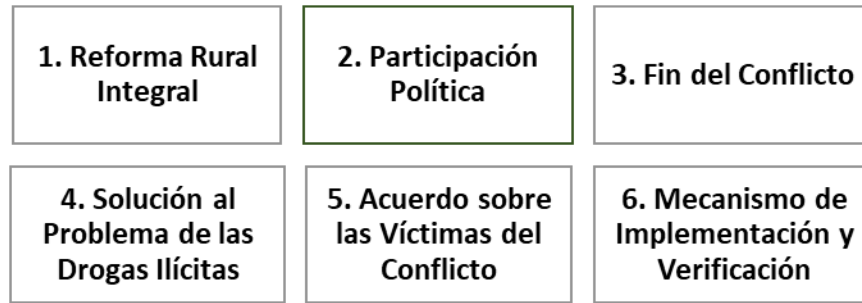 1. Reforma Rural
Integral
2. Participación
Política
3. Fin del Conflicto
4. Solución al
Problema de las
Drogas Ilícitas
5. Acuerdo sobre
las Víctimas del
Conflicto
6. Mecanismo de
Implementación y
Verificación